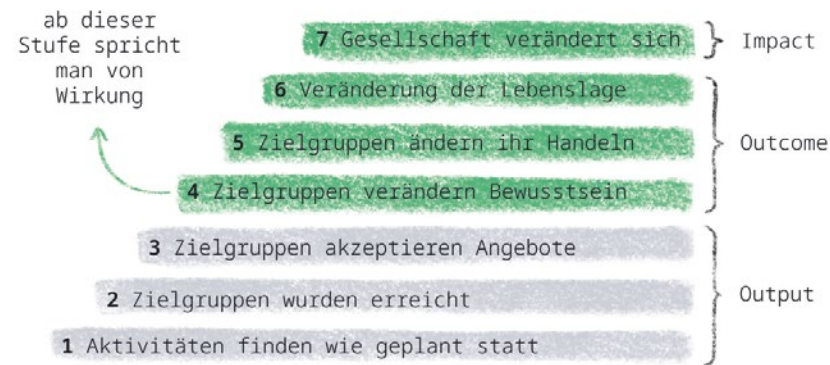 ab dieser
Stufe spricht
man von
Wirkung
7 Gesellschaft verändert sich
Impact
6 Veränderung der Lebenslage
5 Zielgruppen ändern ihr Handeln
Outcome
4 Zielgruppen verändern Bewusstsein
3 Zielgruppen akzeptieren Angebote
2 Zielgruppen wurden erreicht
Output
1 Aktivitäten finden wie geplant statt